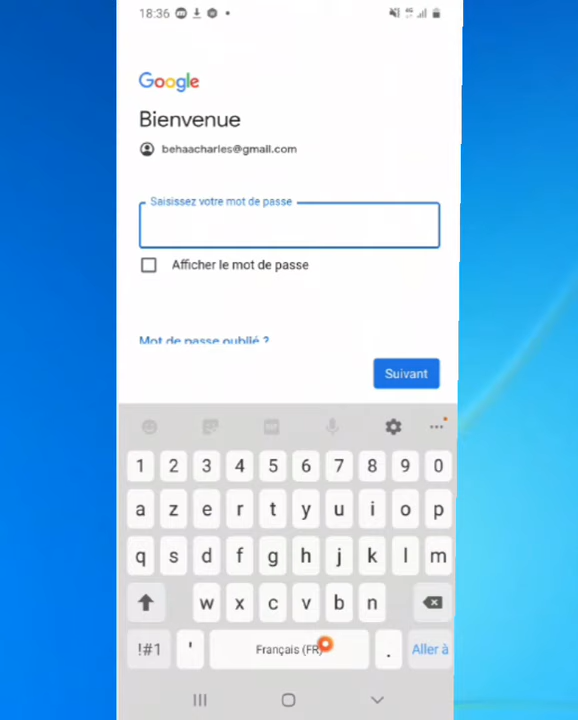 18:36
Google
Bienvenue
behaacharles@gmail.com
Saisissez votre mot de passe
Afficher le mot de passe
Mot de passe oublié ?
Suivant
1 2 3 4 5 6 7 8 9 0
a z e r t y u i o p
q s d f g h j k l m
w x c v b n
!#1 ' Français (FR) . Aller à